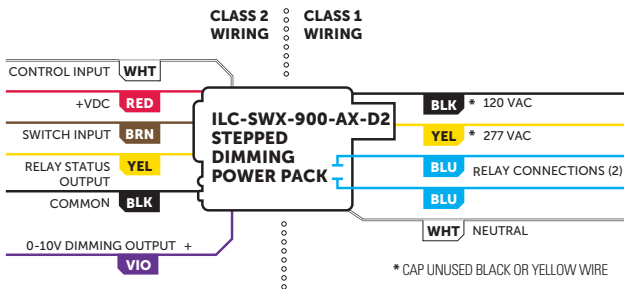 CLASS 2 WIRING
CLASS 1 WIRING
CONTROL INPUT WHT
+VDC RED
SWITCH INPUT BRN
RELAY STATUS OUTPUT YEL
COMMON BLK
0-10V DIMMING OUTPUT +
VIO
ILC-SWX-900-AX-D2
STEPPED
DIMMING
POWER PACK
BLK * 120 VAC
YEL * 277 VAC
BLU RELAY CONNECTIONS (2)
BLU
WHT NEUTRAL
* CAP UNUSED BLACK OR YELLOW WIRE